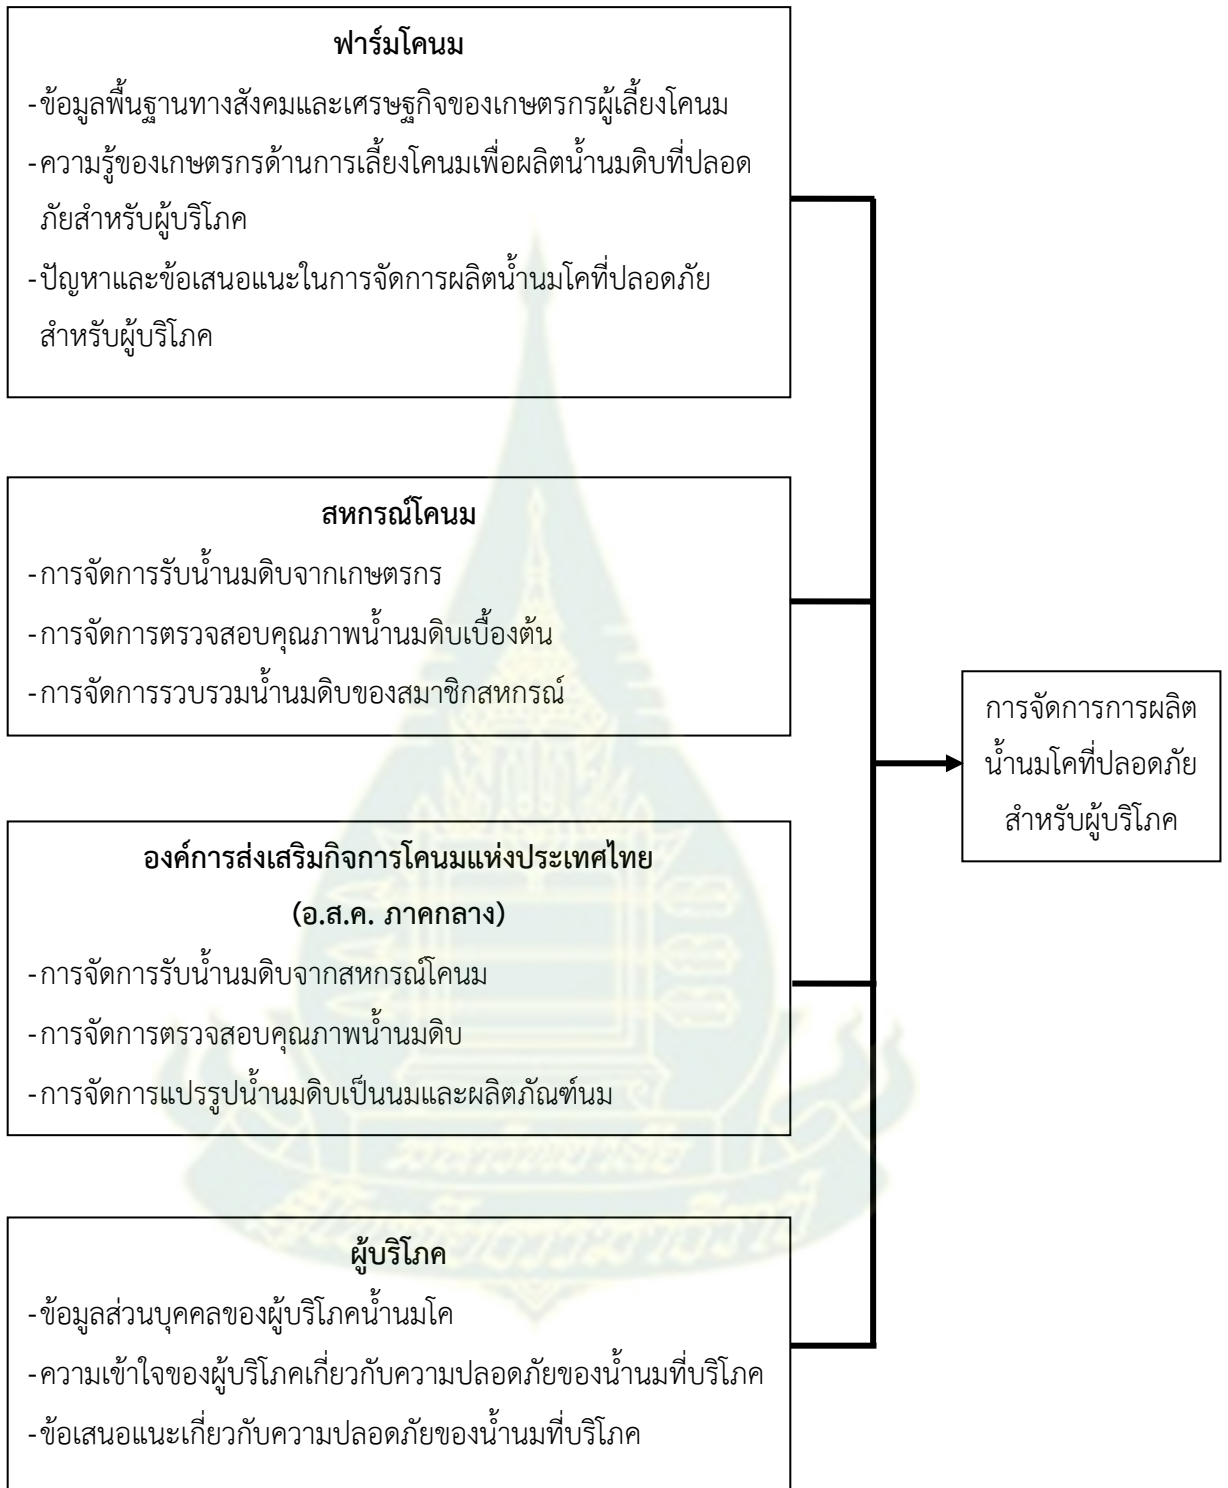 ฟาร์มโคนม
-ข้อมูลพื้นฐานทางสังคมและเศรษฐกิจของเกษตรกรผู้เลี้ยงโคนม
-ความรู้ของเกษตรกรด้านการเลี้ยงโคนมเพื่อผลิตน้ำนมดิบที่ปลอด
ภัยสำหรับผู้บริโภค
-ปัญหาและข้อเสนอแนะในการจัดการผลิตน้ำนมโคที่ปลอดภัย
สำหรับผู้บริโภค
สหกรณ์โคนม
-การจัดการรับน้ำนมดิบจากเกษตรกร
-การจัดการตรวจสอบคุณภาพน้ำนมดิบเบื้องต้น
-การจัดการรวบรวมน้ำนมดิบของสมาชิกสหกรณ์
องค์การส่งเสริมกิจการโคนมแห่งประเทศไทย
(อ.ส.ค. ภาคกลาง)
-การจัดการรับน้ำนมดิบจากสหกรณ์โคนม
-การจัดการตรวจสอบคุณภาพน้ำนมดิบ
-การจัดการแปรรูปน้ำนมดิบเป็นนมและผลิตภัณฑ์นม
ผู้บริโภค
-ข้อมูลส่วนบุคคลของผู้บริโภคน้ำนมโค
-ความเข้าใจของผู้บริโภคเกี่ยวกับความปลอดภัยของน้ำนมที่บริโภค
-ข้อเสนอแนะเกี่ยวกับความปลอดภัยของน้ำนมที่บริโภค
การจัดการการผลิต
น้ำนมโคที่ปลอดภัย
สำหรับผู้บริโภค
มหาวิทยาลัย
สุโขทัยธรรมาธิราช